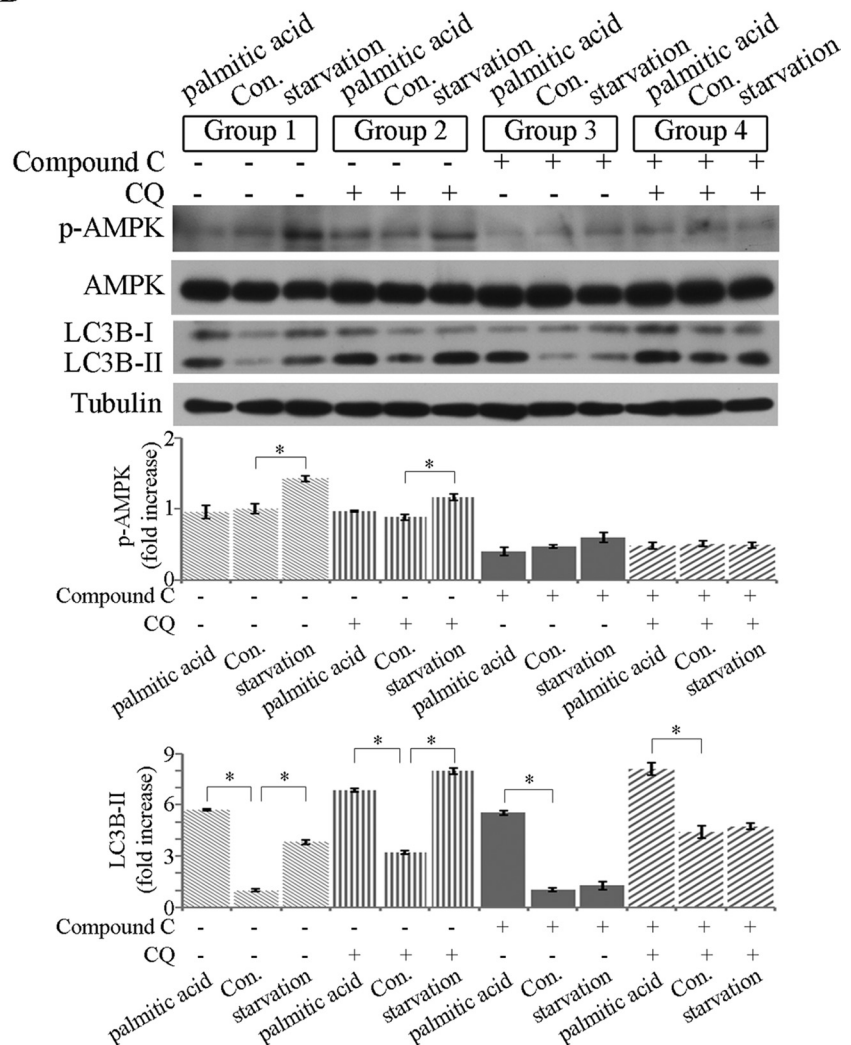 palmitic acid Con. starvation palmitic acid Con. starvation palmitic acid Con. starvation palmitic acid Con. starvation
Group 1 Group 2 Group 3 Group 4
Compound C - - - - - - + + + + + +
CQ - - - + + + - - - + + +
p-AMPK
AMPK
LC3B-I
LC3B-II
Tubulin
p-AMPK
(fold increase)
2
1
0
* *
Compound C - - - - - - + + + + + +
CQ - - - + + + - - - + + +
palmitic acid Con. starvation palmitic acid Con. starvation palmitic acid Con. starvation palmitic acid Con. starvation
LC3B-II
(fold increase)
9
6
3
0
* * * * * *
Compound C - - - - - - + + + + + +
CQ - - - + + + - - - + + +
palmitic acid Con. starvation palmitic acid Con. starvation palmitic acid Con. starvation palmitic acid Con. starvation